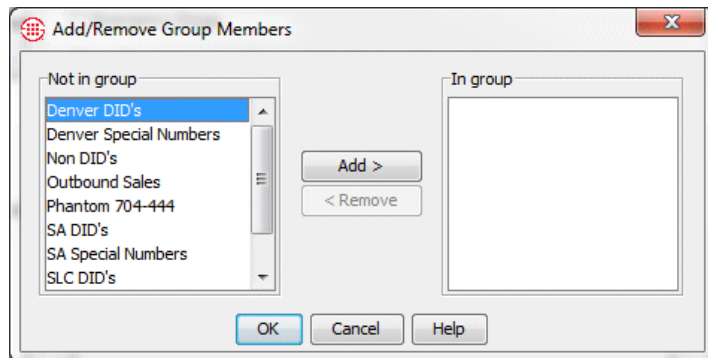 Add/Remove Group Members
Not in group
In group
Denver DID's
Denver Special Numbers
Non DID's
Outbound Sales
Phantom 704-444
SA DID's
SA Special Numbers
SLC DID's
Add >
< Remove
OK
Cancel
Help